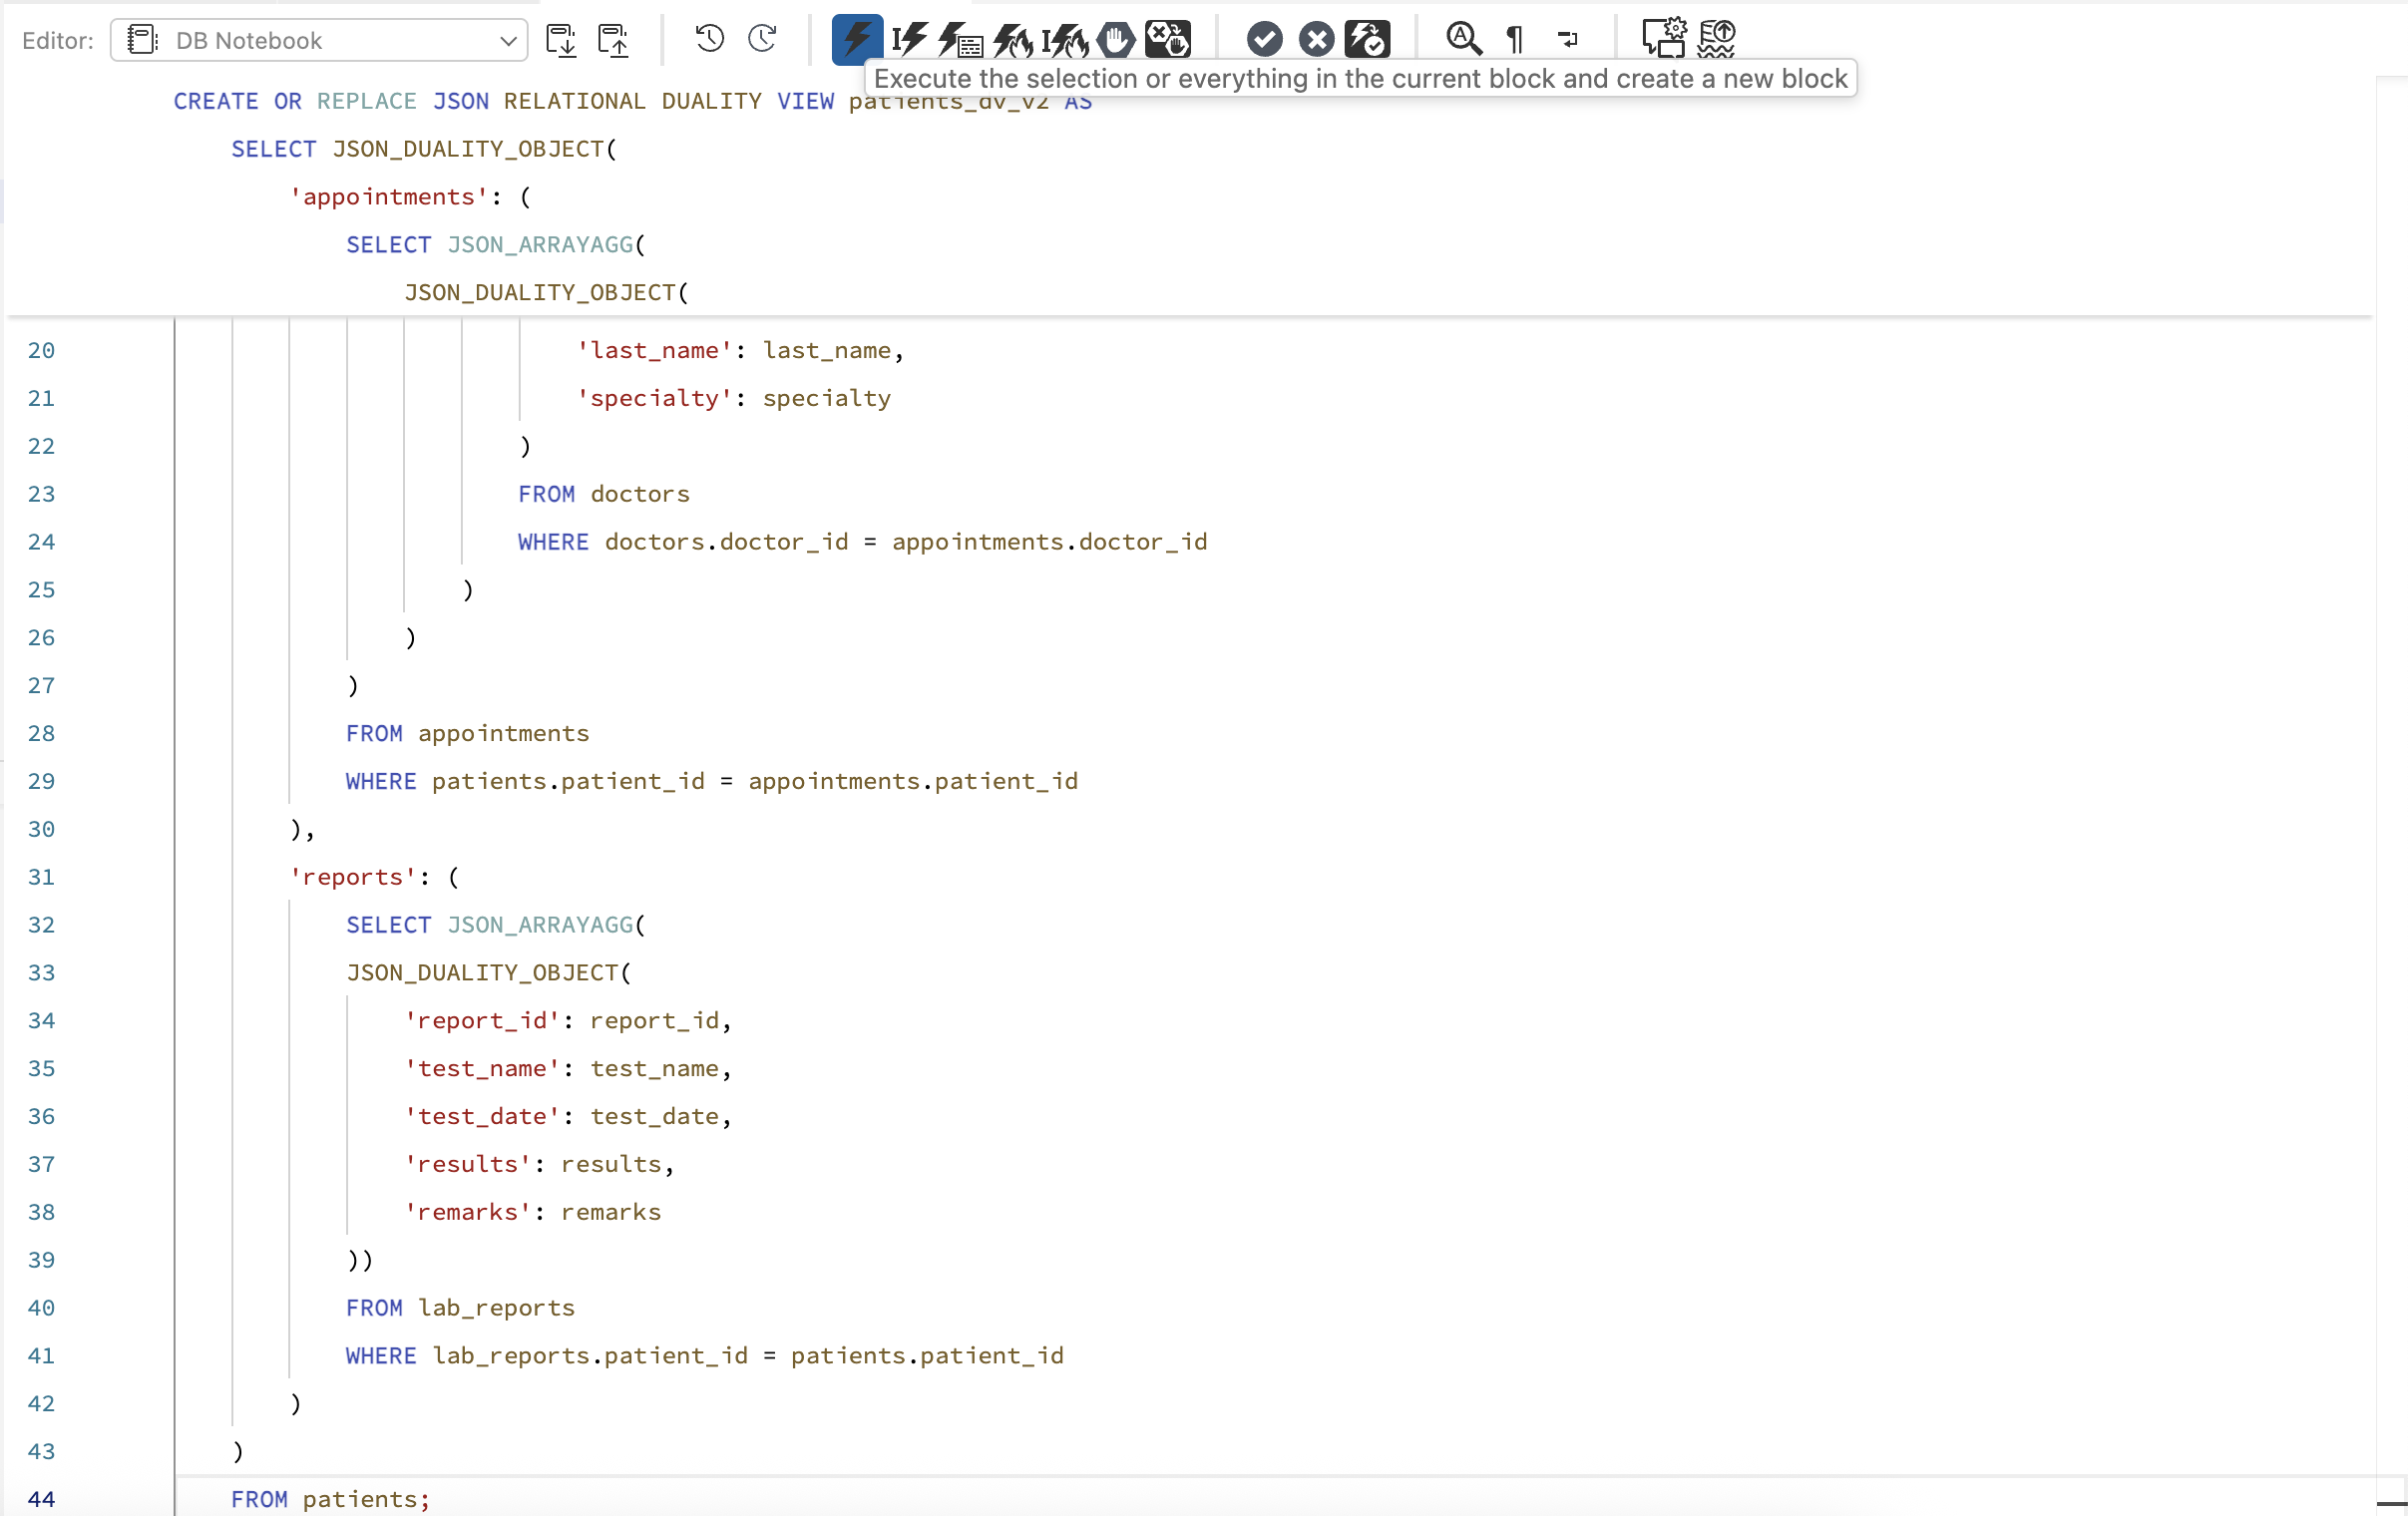 Editor: DB Notebook
Execute the selection or everything in the current block and create a new block
CREATE OR REPLACE JSON RELATIONAL DUALITY VIEW patients_dv_v2 AS
SELECT JSON_DUALITY_OBJECT(
'appointments': (
SELECT JSON_ARRAYAGG(
JSON_DUALITY_OBJECT(
20 'last_name': last_name,
21 'specialty': specialty
22 )
23 FROM doctors
24 WHERE doctors.doctor_id = appointments.doctor_id
25 )
26 )
27 )
28 FROM appointments
29 WHERE patients.patient_id = appointments.patient_id
30 ),
31 'reports': (
32 SELECT JSON_ARRAYAGG(
33 JSON_DUALITY_OBJECT(
34 'report_id': report_id,
35 'test_name': test_name,
36 'test_date': test_date,
37 'results': results,
38 'remarks': remarks
39 ))
40 FROM lab_reports
41 WHERE lab_reports.patient_id = patients.patient_id
42 )
43 )
44 FROM patients;